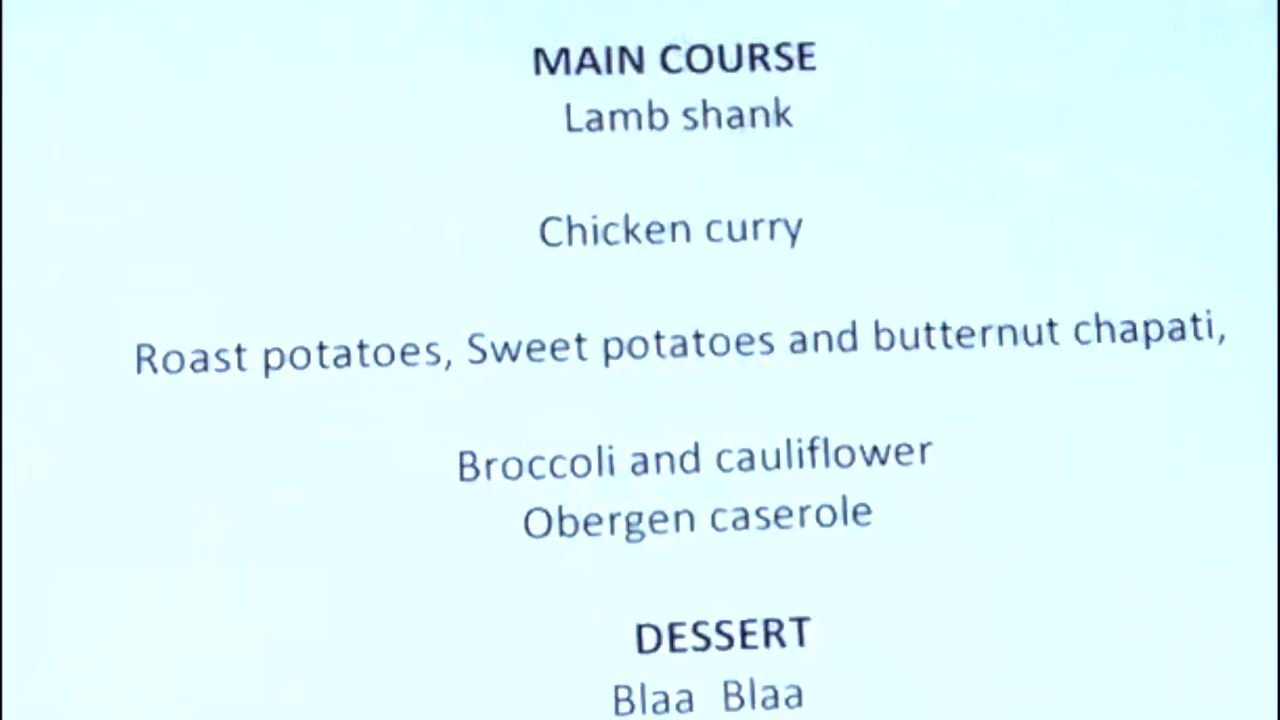 MAIN COURSE
Lamb shank
Chicken curry
Roast potatoes, Sweet potatoes and butternut chapati,
Broccoli and cauliflower
Obergen caserole
DESSERT
Blaa Blaa